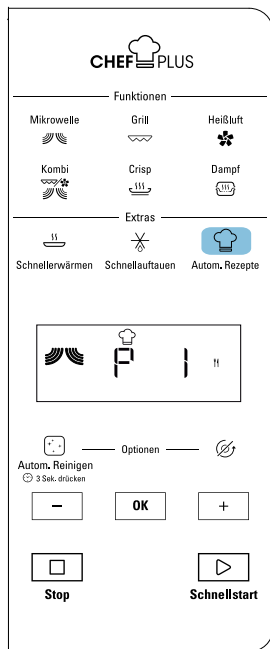 CHEF PLUS
Funktionen
Mikrowelle Grill Heißluft
Kombi Crisp Dampf
Extras
Schnellerwärmen Schnellauftauen Autom. Rezepte
P 1
Optionen
Autom. Reinigen
3 Sek. drücken
− OK +
Stop Schnellstart